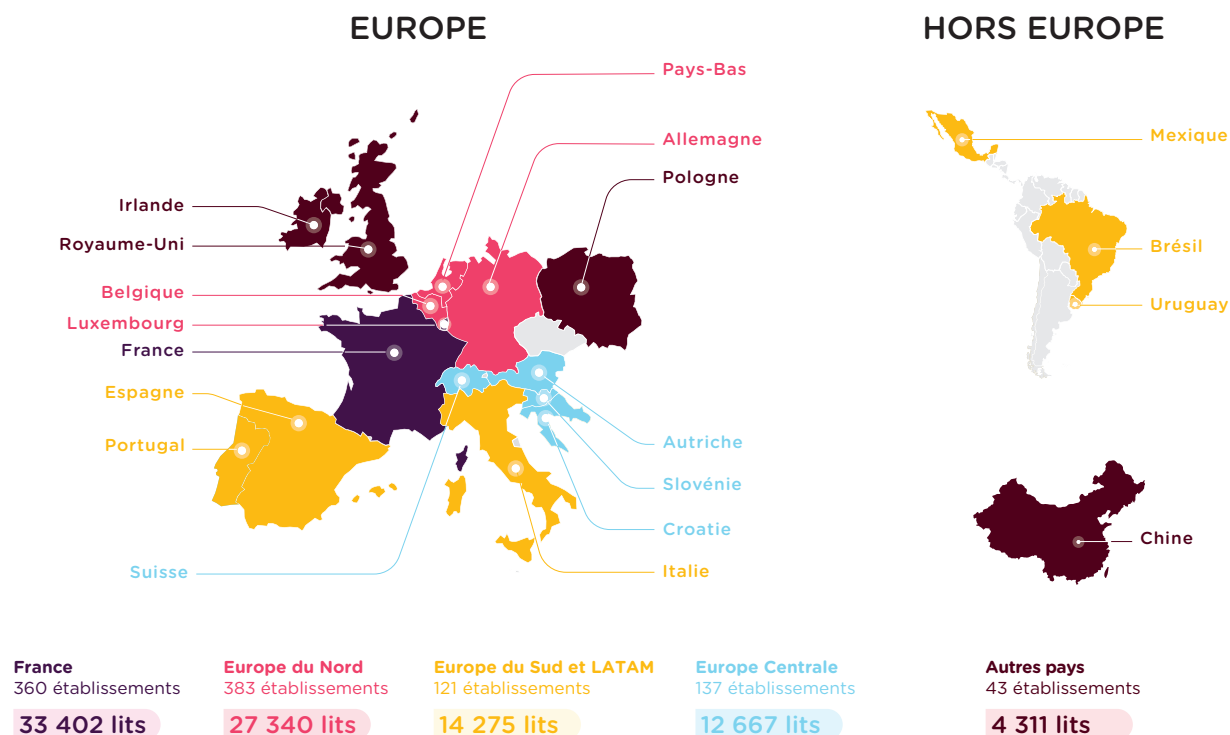 EUROPE
HORS EUROPE
Pays-Bas
Allemagne
Pologne
Irlande
Royaume-Uni
Belgique
Luxembourg
France
Espagne
Portugal
Suisse
Autriche
Slovénie
Croatie
Italie
Mexique
Brésil
Uruguay
Chine
France
360 établissements
33 402 lits
Europe du Nord
383 établissements
27 340 lits
Europe du Sud et LATAM
121 établissements
14 275 lits
Europe Centrale
137 établissements
12 667 lits
Autres pays
43 établissements
4 311 lits